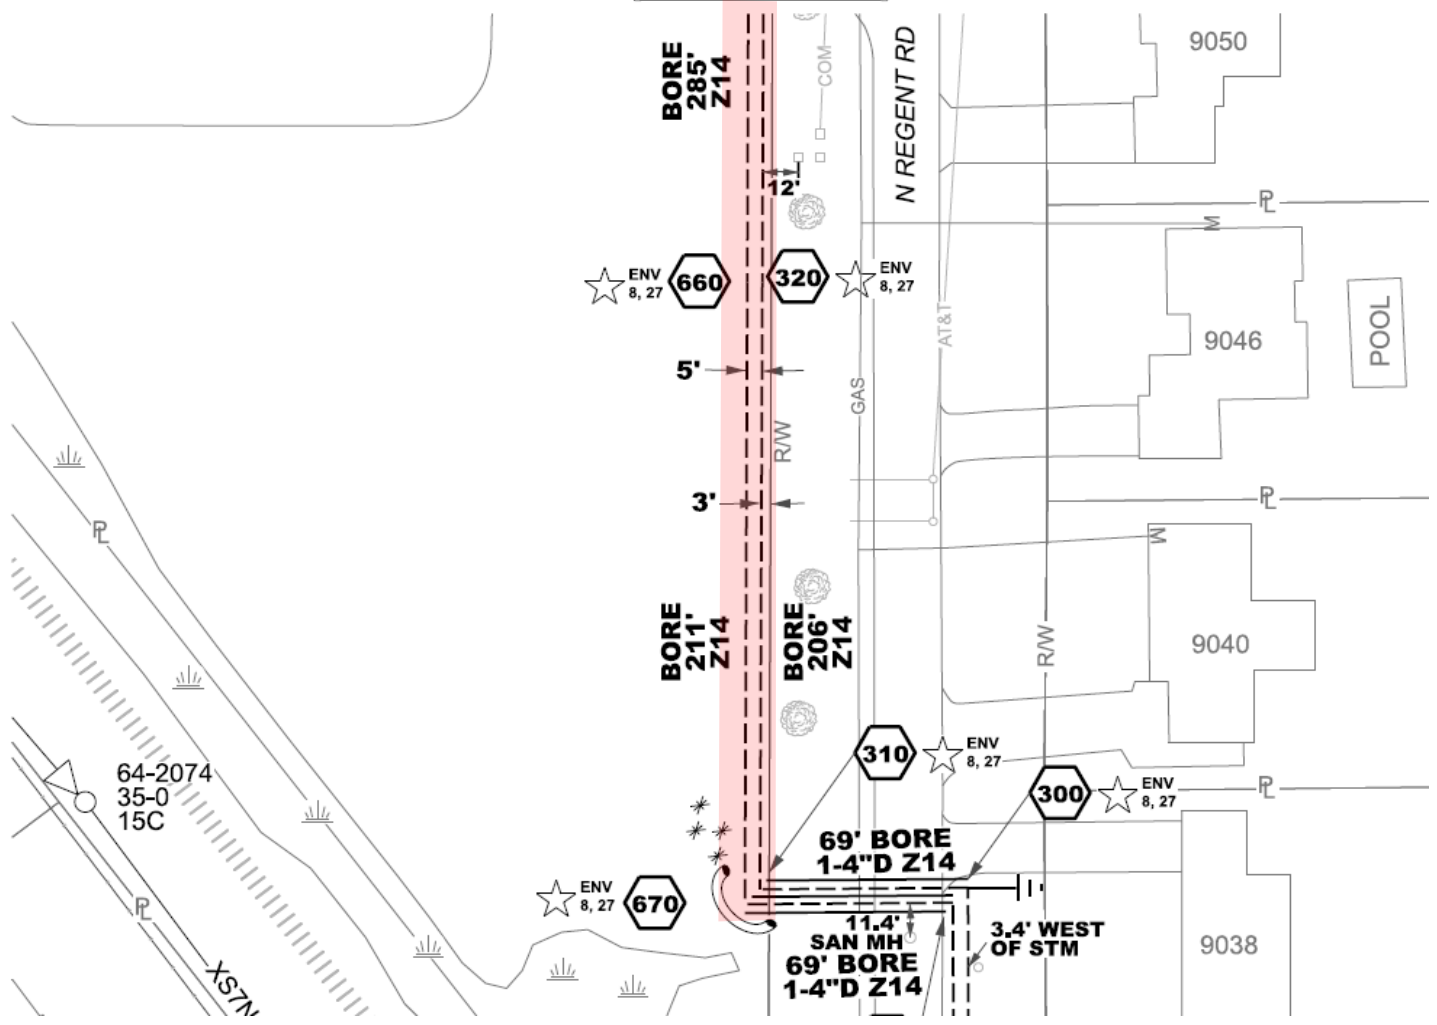 BORE
285'
Z14
COM
N REGENT RD
9050
12'
PL
M
ENV
8, 27
660
320
ENV
8, 27
AT&T
9046
POOL
5'
GAS
R/W
3'
PL
PL
M
BORE
211'
Z14
BORE
206'
Z14
R/W
9040
310
ENV
8, 27
300
ENV
8, 27
PL
64-2074
35-0
15C
69' BORE
1-4"D Z14
ENV
8, 27
670
PL
11.4'
SAN MH
3.4' WEST
OF STM
9038
69' BORE
1-4"D Z14
XS7N